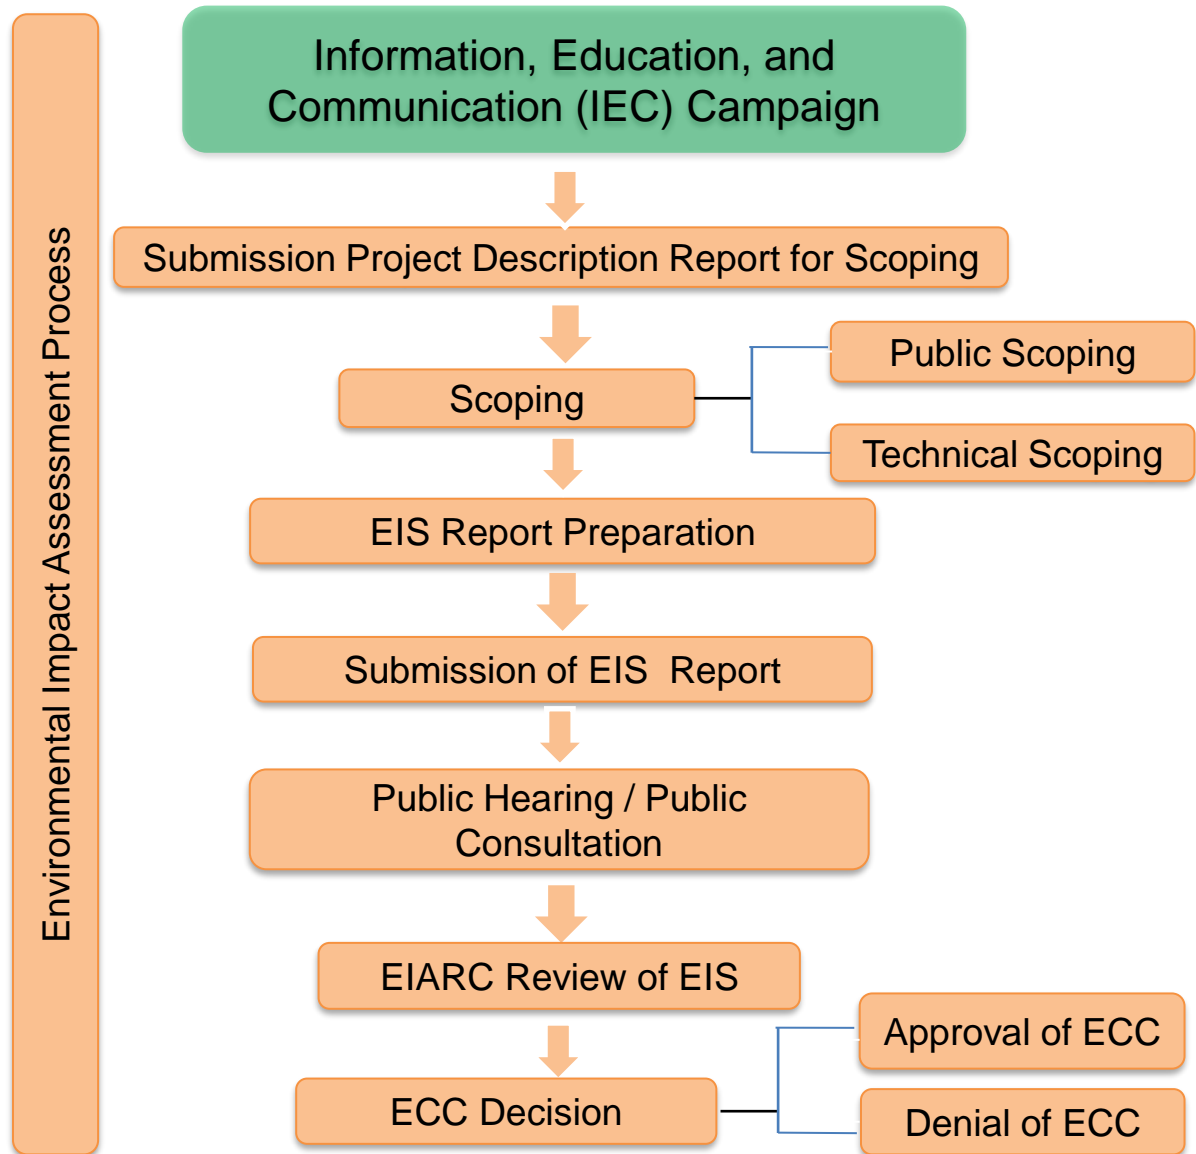 Environmental Impact Assessment Process
Information, Education, and
Communication (IEC) Campaign
Submission Project Description Report for Scoping
Scoping
Public Scoping
Technical Scoping
EIS Report Preparation
Submission of EIS  Report
Public Hearing / Public
Consultation
EIARC Review of EIS
ECC Decision
Approval of ECC
Denial of ECC